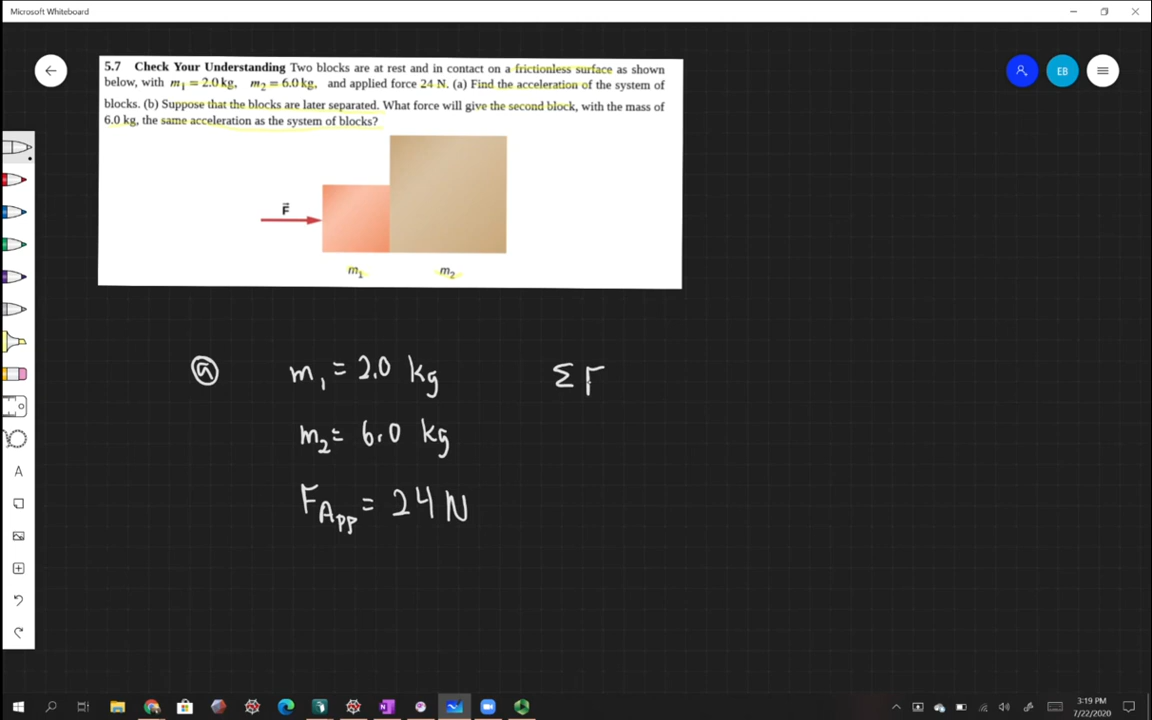 Microsoft Whiteboard
5.7 Check Your Understanding Two blocks are at rest and in contact on a frictionless surface as shown
below, with m₁ = 2.0 kg, m₂ = 6.0 kg, and applied force 24 N. (a) Find the acceleration of the system of
blocks. (b) Suppose that the blocks are later separated. What force will give the second block, with the mass of
6.0 kg, the same acceleration as the system of blocks?
F⃗
m₁ m₂
EB
ⓐ m₁ = 2.0 kg Σ F
m₂ = 6.0 kg
F_App = 24 N
A
3:19 PM
7/22/2020